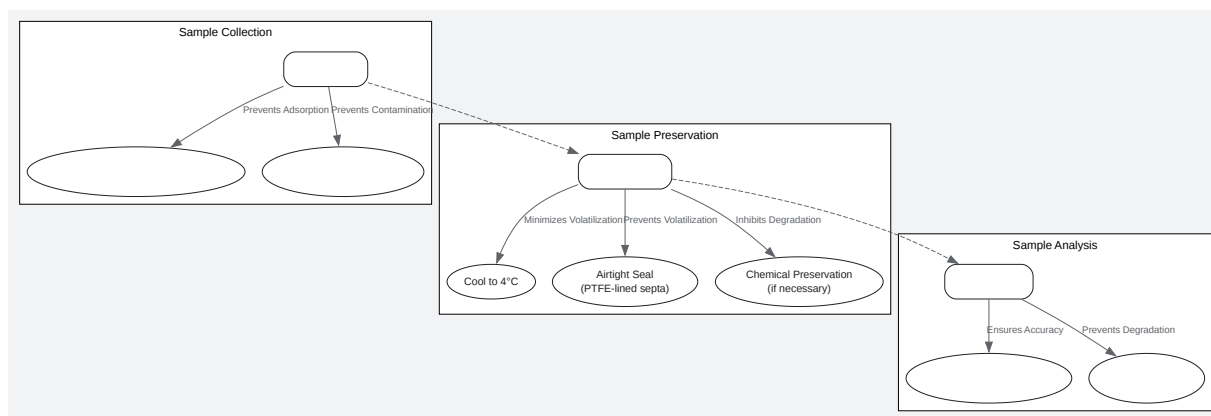 Sample Collection
Prevents Adsorption
Prevents Contamination
Sample Preservation
Minimizes Volatilization
Prevents Volatilization
Inhibits Degradation
Cool to 4°C
Airtight Seal
(PTFE-lined septa)
Chemical Preservation
(if necessary)
Sample Analysis
Ensures Accuracy
Prevents Degradation